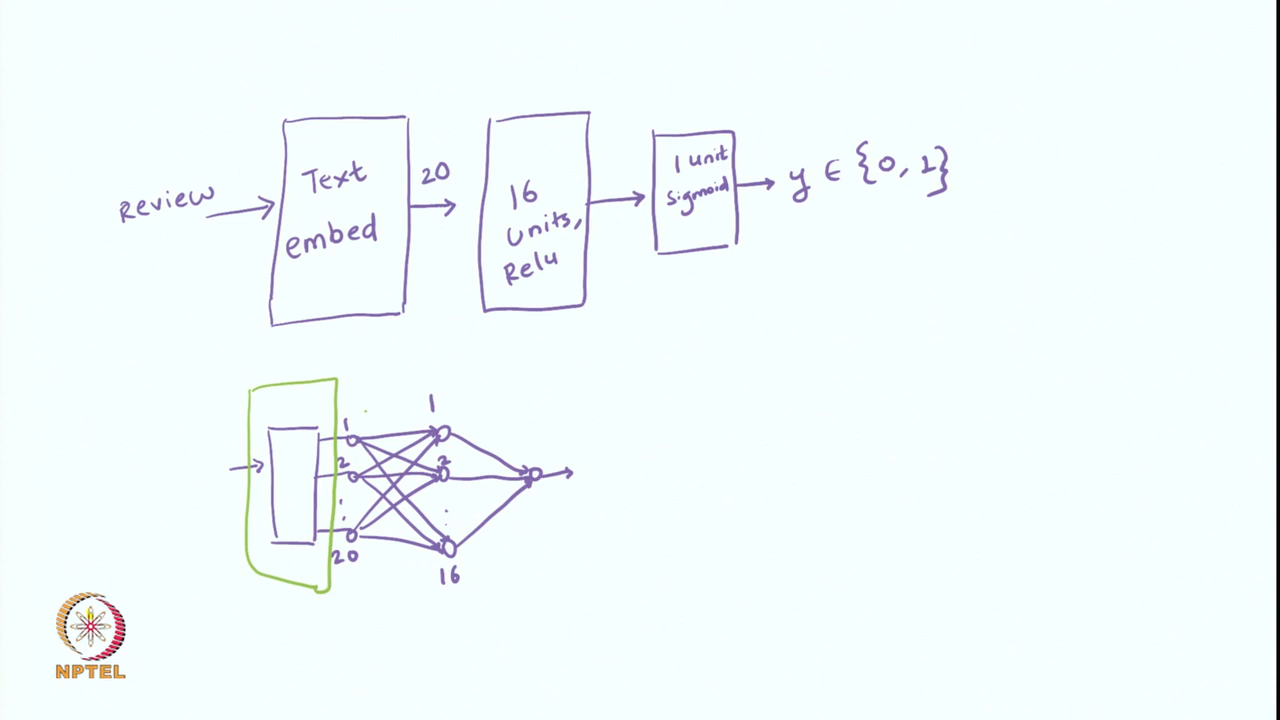 Review
Text
embed
20
16
units,
Relu
1 unit
sigmoid
y ∈ {0, 1}
1
2
:
20
1
2
:
16
NPTEL